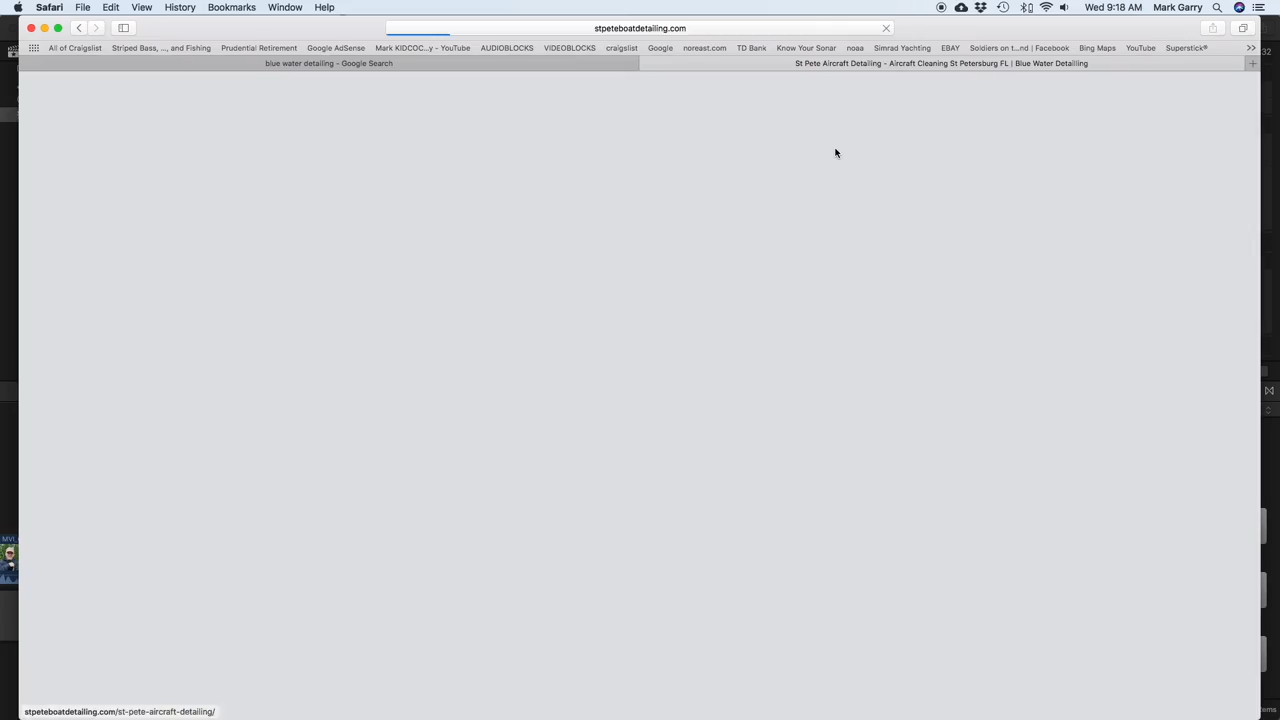 Safari File Edit View History Bookmarks Window Help Wed 9:18 AM Mark Garry
stpeteboatdetailing.com
All of Craigslist Striped Bass, ..., and Fishing Prudential Retirement Google AdSense Mark KIDCOC...y - YouTube AUDIOBLOCKS VIDEOBLOCKS craigslist Google noreast.com TD Bank Know Your Sonar noaa Simrad Yachting EBAY Soldiers on t...nd | Facebook Bing Maps YouTube Superstick®
blue water detailing - Google Search St Pete Aircraft Detailing - Aircraft Cleaning St Petersburg FL | Blue Water Detailling
32
MVI_
stpeteboatdetailing.com/st-pete-aircraft-detailing/